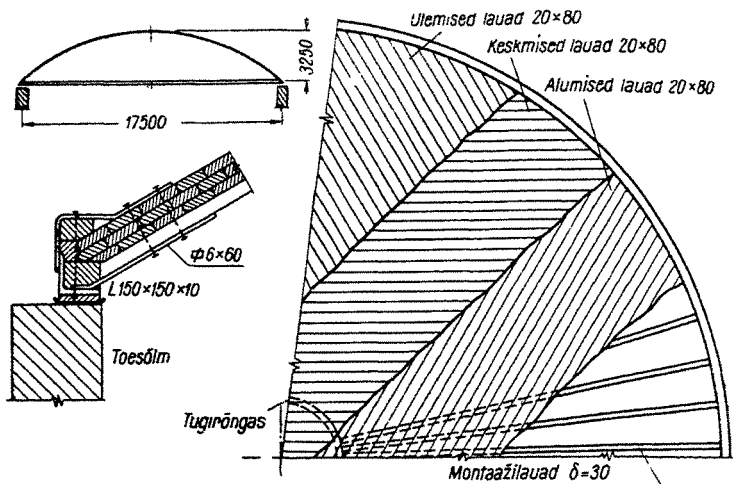 Ülemised lauad 20×80
Keskmised lauad 20×80
Alumised lauad 20×80
3250
17500
ϕ6×60
L150×150×10
Toesõlm
Tugirõngas
Montaažilauad δ=30